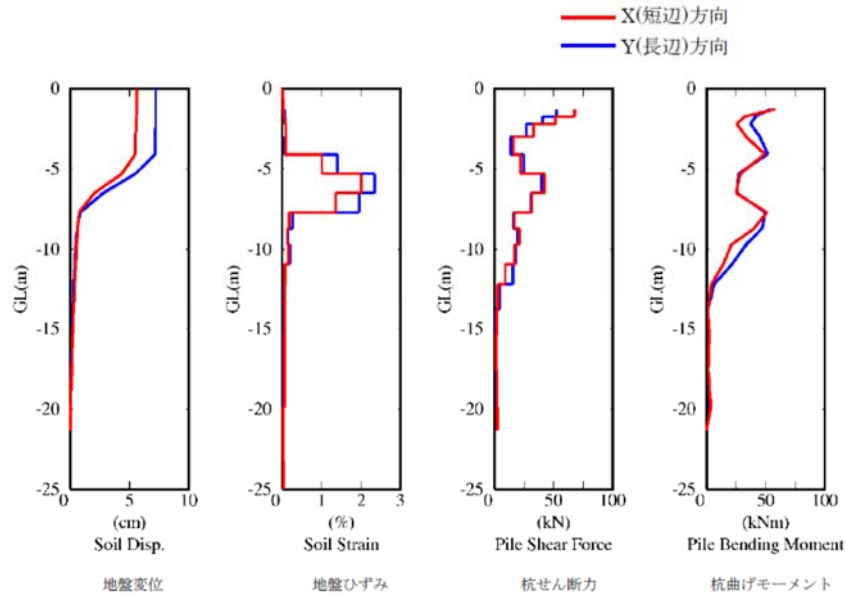 X(短辺)方向
Y(長辺)方向
0
-5
-10
-15
-20
-25
GL(m)
0 5 10
(cm)
Soil Disp.
地盤変位
0
-5
-10
-15
-20
-25
GL(m)
0 1 2 3
(%)
Soil Strain
地盤ひずみ
0
-5
-10
-15
-20
-25
GL(m)
0 50 100
(kN)
Pile Shear Force
杭せん断力
0
-5
-10
-15
-20
-25
GL(m)
0 50 100
(kNm)
Pile Bending Moment
杭曲げモーメント